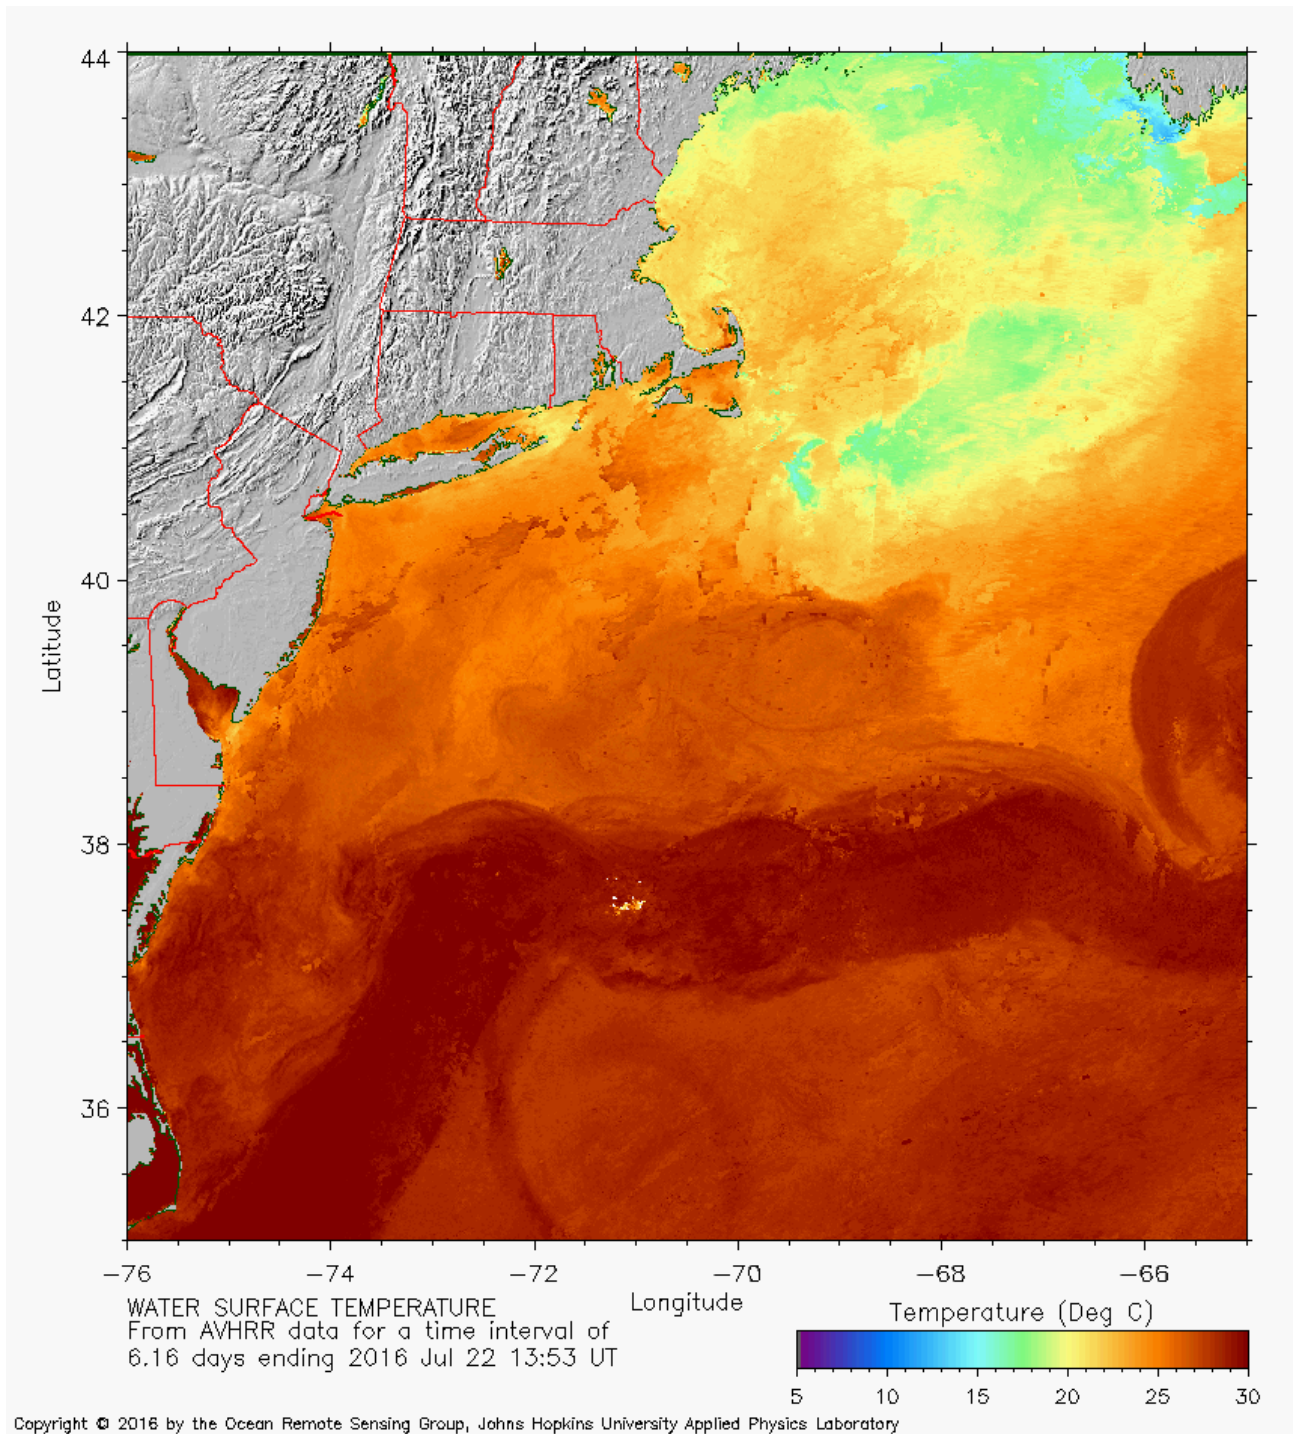 44
42
40
38
36
Latitude
−76 −74 −72 −70 −68 −66
Longitude
WATER SURFACE TEMPERATURE
From AVHRR data for a time interval of
6.16 days ending 2016 Jul 22 13:53 UT
Temperature (Deg C)
5 10 15 20 25 30
Copyright © 2016 by the Ocean Remote Sensing Group, Johns Hopkins University Applied Physics Laboratory